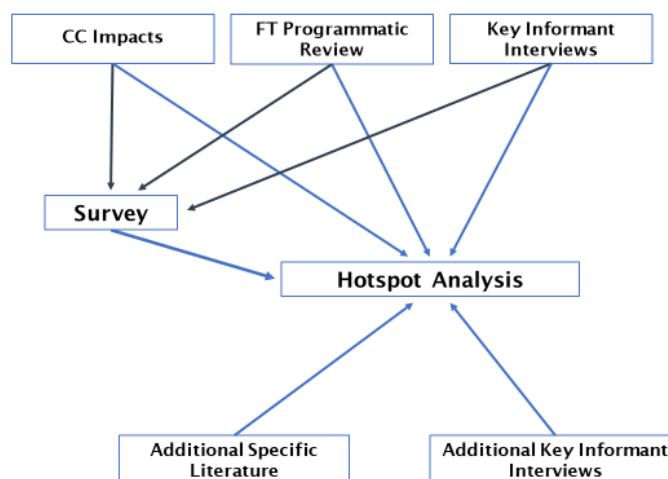 CC Impacts
FT Programmatic
Review
Key Informant
Interviews
Survey
Hotspot Analysis
Additional Specific
Literature
Additional Key Informant
Interviews